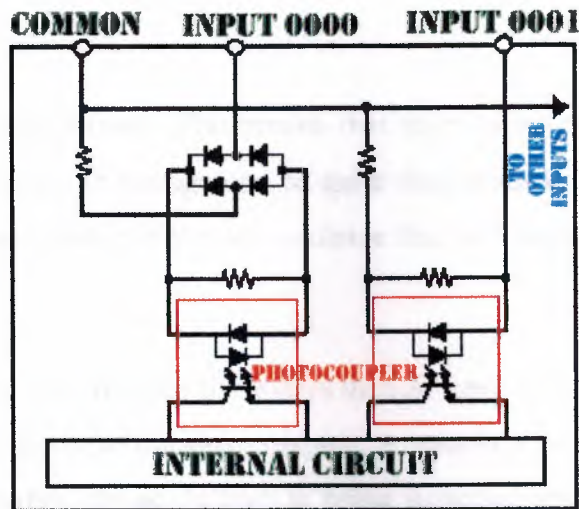 COMMON INPUT 0000 INPUT 0001
TO OTHER INPUTS
PHOTOCOUPLER
INTERNAL CIRCUIT